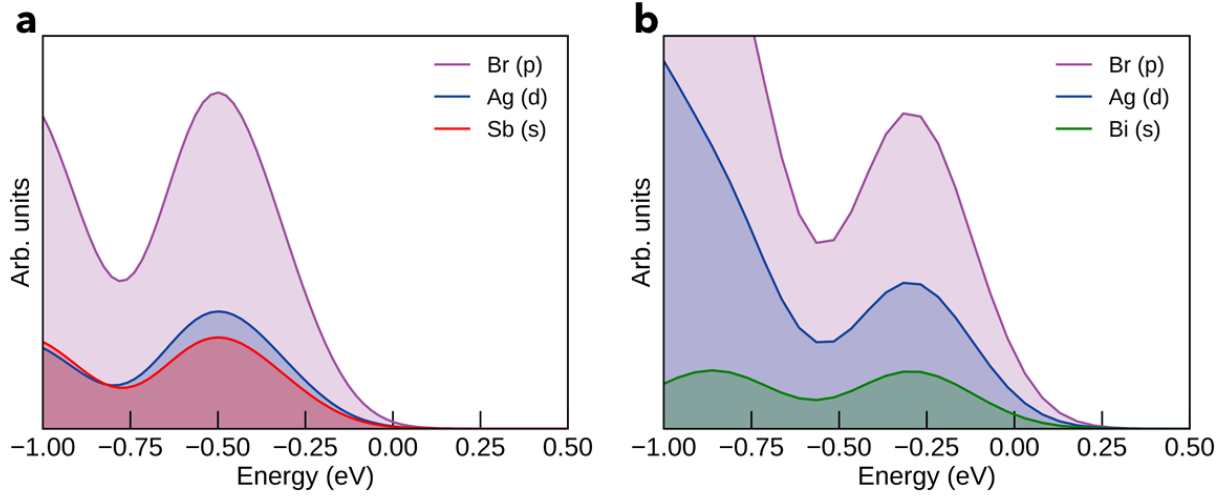 a
Br (p)
Ag (d)
Sb (s)
Arb. units
−1.00 −0.75 −0.50 −0.25 0.00 0.25 0.50
Energy (eV)
b
Br (p)
Ag (d)
Bi (s)
Arb. units
−1.00 −0.75 −0.50 −0.25 0.00 0.25 0.50
Energy (eV)